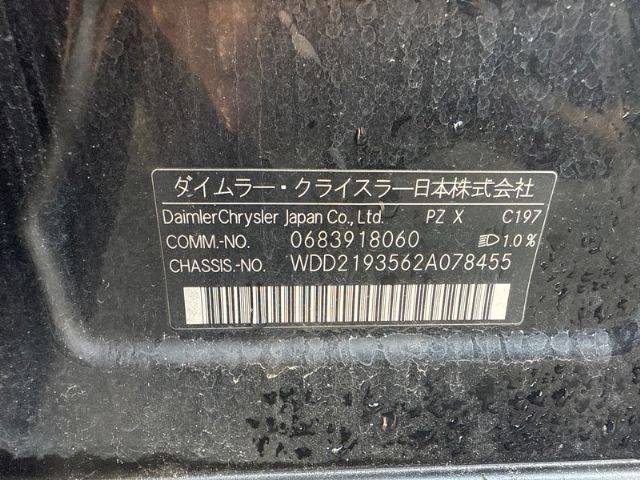 ダイムラー・クライスラー日本株式会社
DaimlerChrysler Japan Co., Ltd. PZ X C197
COMM.-NO. 0683918060 1.0%
CHASSIS.-NO. WDD2193562A078455